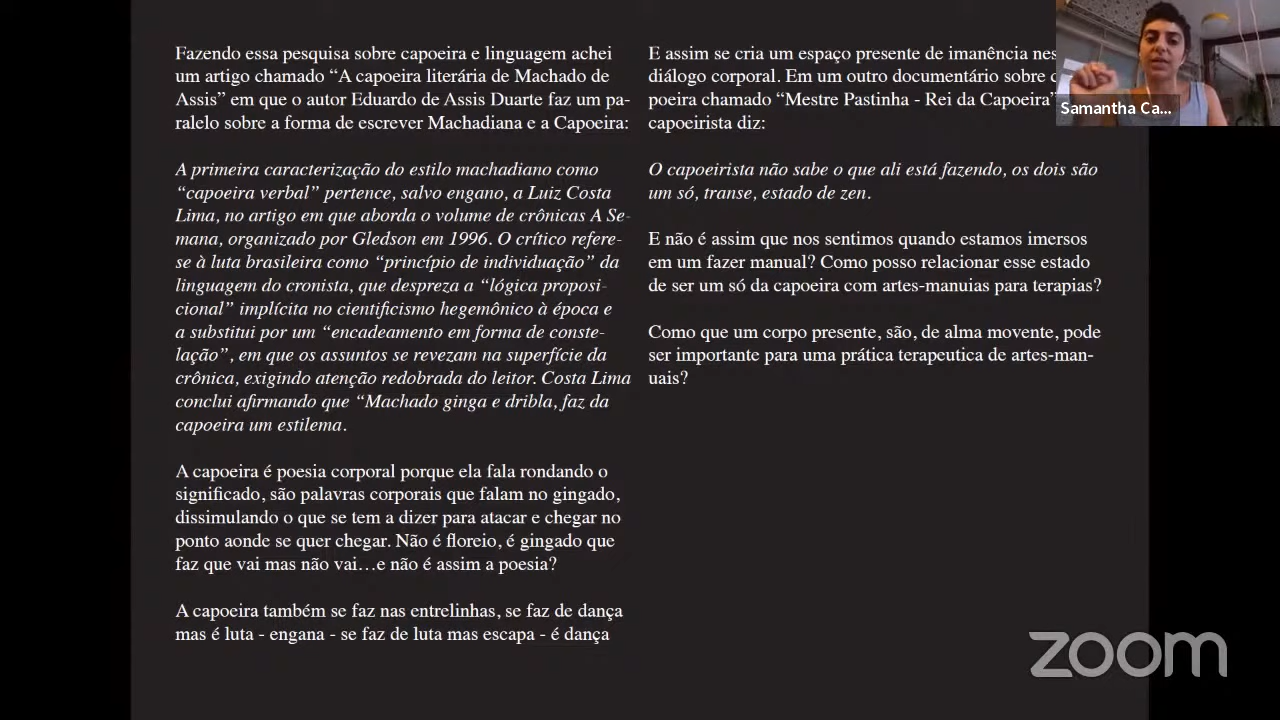 Fazendo essa pesquisa sobre capoeira e linguagem achei
um artigo chamado “A capoeira literária de Machado de
Assis” em que o autor Eduardo de Assis Duarte faz um pa-
ralelo sobre a forma de escrever Machadiana e a Capoeira:
A primeira caracterização do estilo machadiano como
“capoeira verbal” pertence, salvo engano, a Luiz Costa
Lima, no artigo em que aborda o volume de crônicas A Se-
mana, organizado por Gledson em 1996. O crítico refere-
se à luta brasileira como “princípio de individuação” da
linguagem do cronista, que despreza a “lógica proposi-
cional” implícita no cientificismo hegemônico à época e
a substitui por um “encadeamento em forma de conste-
lação”, em que os assuntos se revezam na superfície da
crônica, exigindo atenção redobrada do leitor. Costa Lima
conclui afirmando que “Machado ginga e dribla, faz da
capoeira um estilema.
A capoeira é poesia corporal porque ela fala rondando o
significado, são palavras corporais que falam no gingado,
dissimulando o que se tem a dizer para atacar e chegar no
ponto aonde se quer chegar. Não é floreio, é gingado que
faz que vai mas não vai…e não é assim a poesia?
A capoeira também se faz nas entrelinhas, se faz de dança
mas é luta - engana - se faz de luta mas escapa - é dança
E assim se cria um espaço presente de imanência
diálogo corporal. Em um outro documentário sobre
poeira chamado “Mestre Pastinha - Rei da Capoeira”
capoeirista diz:
O capoeirista não sabe o que ali está fazendo, os dois são
um só, transe, estado de zen.
E não é assim que nos sentimos quando estamos imersos
em um fazer manual? Como posso relacionar esse estado
de ser um só da capoeira com artes-manuias para terapias?
Como que um corpo presente, são, de alma movente, pode
ser importante para uma prática terapeutica de artes-man-
uais?
Samantha Ca...
zoom